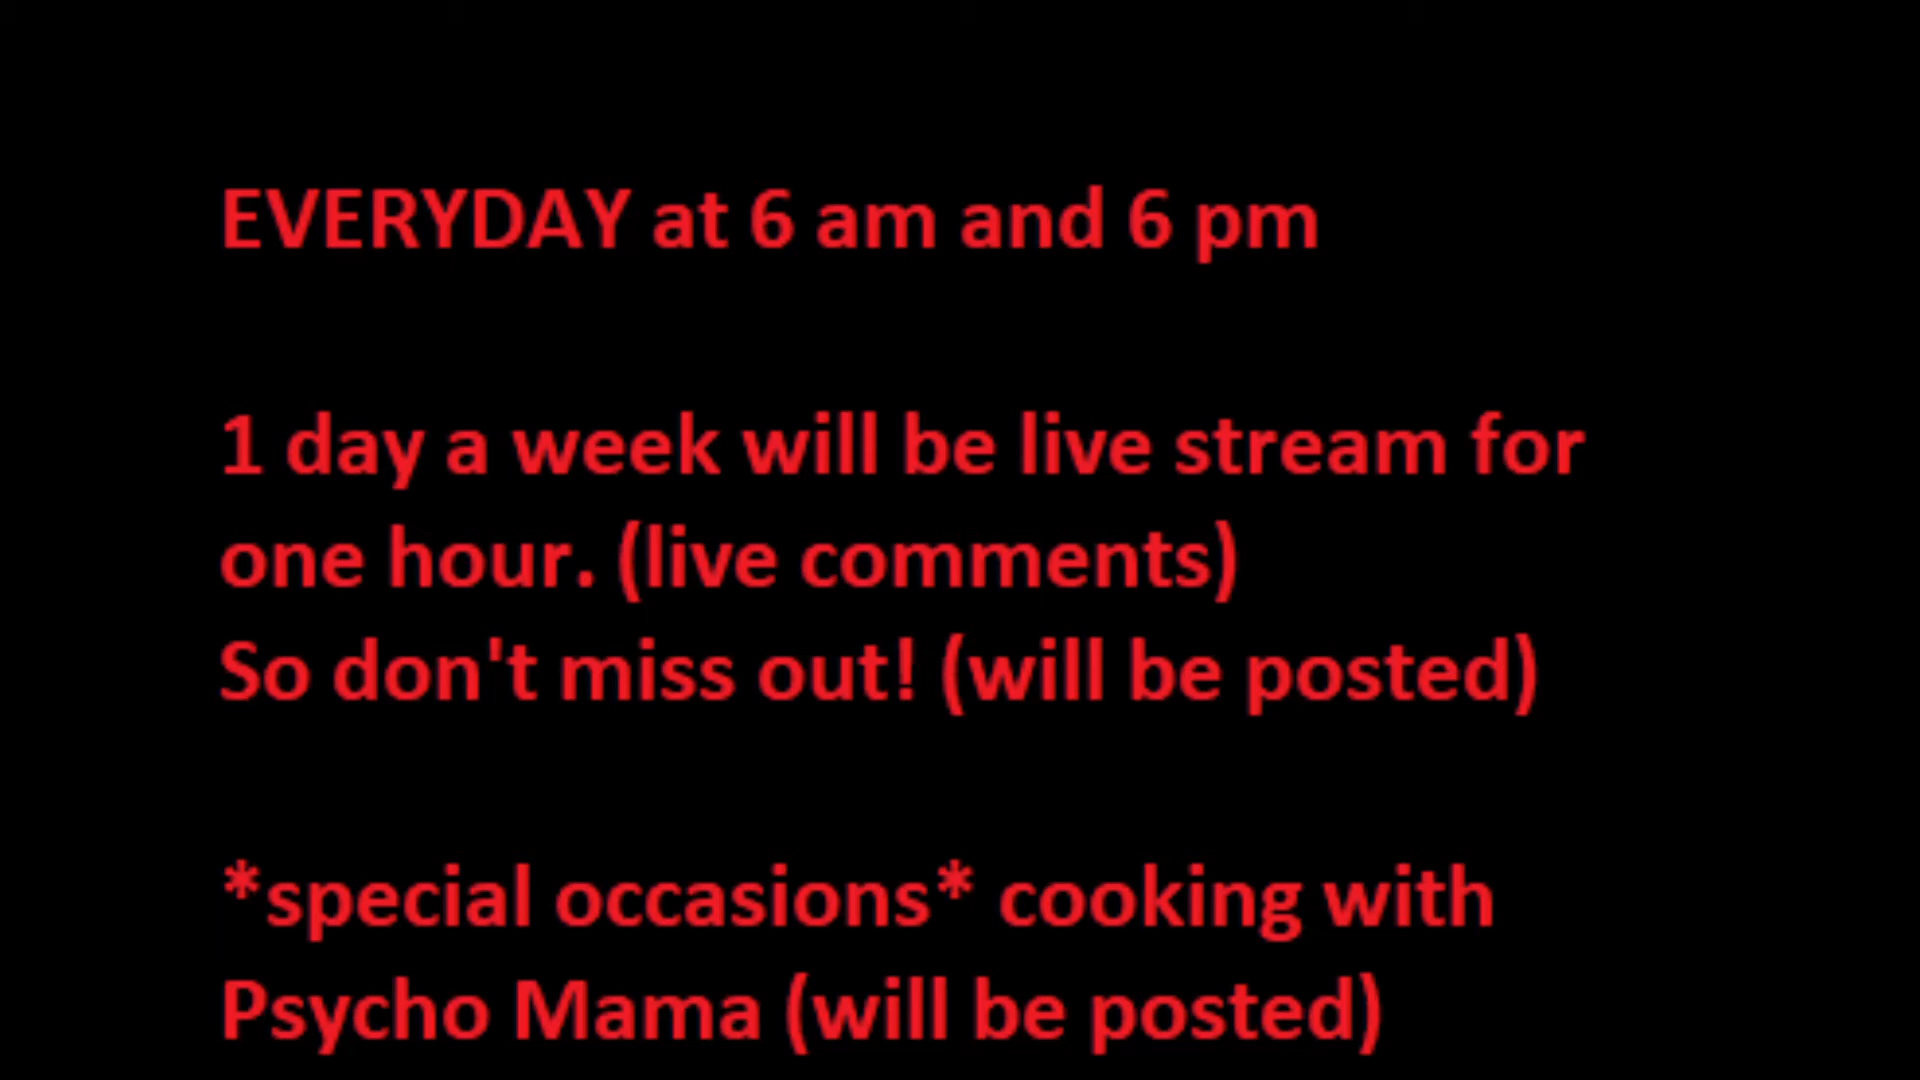 EVERYDAY at 6 am and 6 pm
1 day a week will be live stream for
one hour. (live comments)
So don't miss out! (will be posted)
*special occasions* cooking with
Psycho Mama (will be posted)